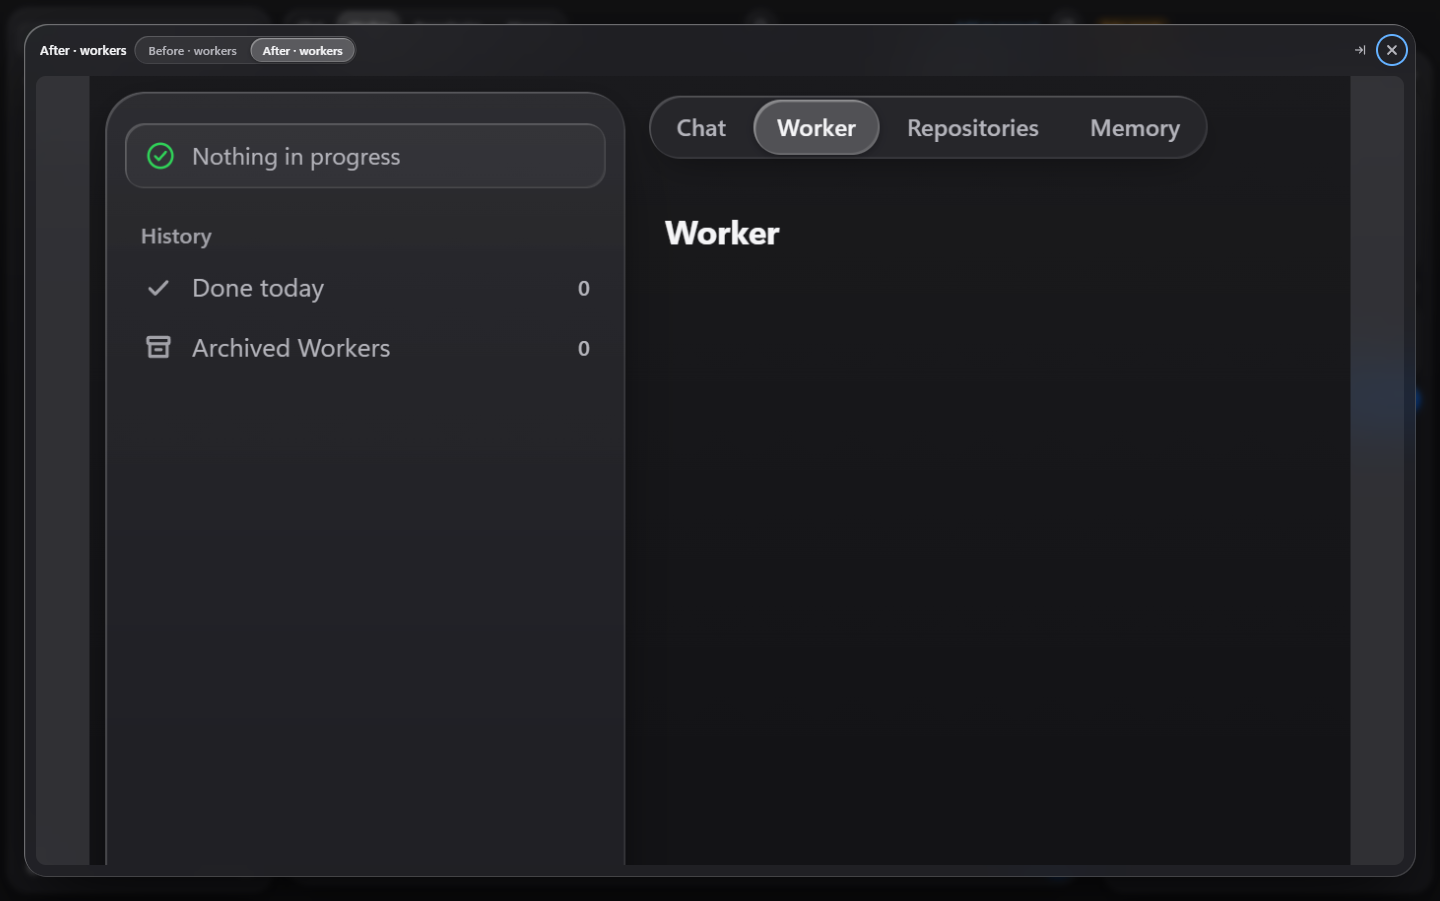 After · workers
Before · workers
After · workers
Nothing in progress
History
Done today 0
Archived Workers 0
Chat
Worker
Repositories
Memory
Worker